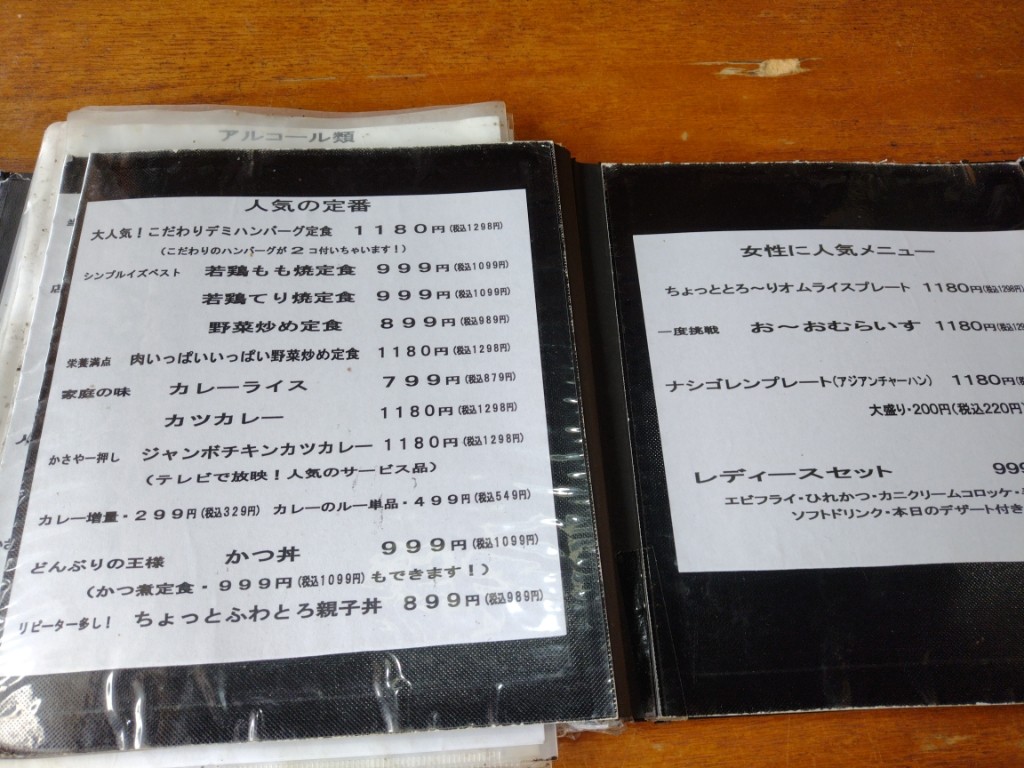 アルコール類
人気の定番
大人気！こだわりデミハンバーグ定食 １１８０円(税込1298円)
(こだわりのハンバーグが２コ付いちゃいます！)
シンプルイズベスト 若鶏もも焼定食 ９９９円(税込1099円)
若鶏てり焼定食 ９９９円(税込1099円)
野菜炒め定食 ８９９円(税込989円)
栄養満点 肉いっぱいいっぱい野菜炒め定食 1180円(税込1298円)
家庭の味 カレーライス ７９９円(税込879円)
カツカレー 1180円(税込1298円)
かさや一押し ジャンボチキンカツカレー 1180円(税込1298円)
(テレビで放映！人気のサービス品)
カレー増量・２９９円(税込329円) カレーのルー単品・４９９円(税込549円)
どんぶりの王様 かつ丼 ９９９円(税込1099円)
(かつ煮定食・９９９円(税込1099円)もできます！)
リピーター多し！ ちょっとふわとろ親子丼 ８９９円(税込989円)
女性に人気メニュー
ちょっととろ～りオムライスプレート 1180円(税込1298円)
一度挑戦 お～おむらいす 1180円(税込
ナシゴレンプレート(アジアンチャーハン) 1180円
大盛り・200円(税込220円)
レディースセット 999
エビフライ・ひれかつ・カニクリームコロッケ・
ソフトドリンク・本日のデザート付き